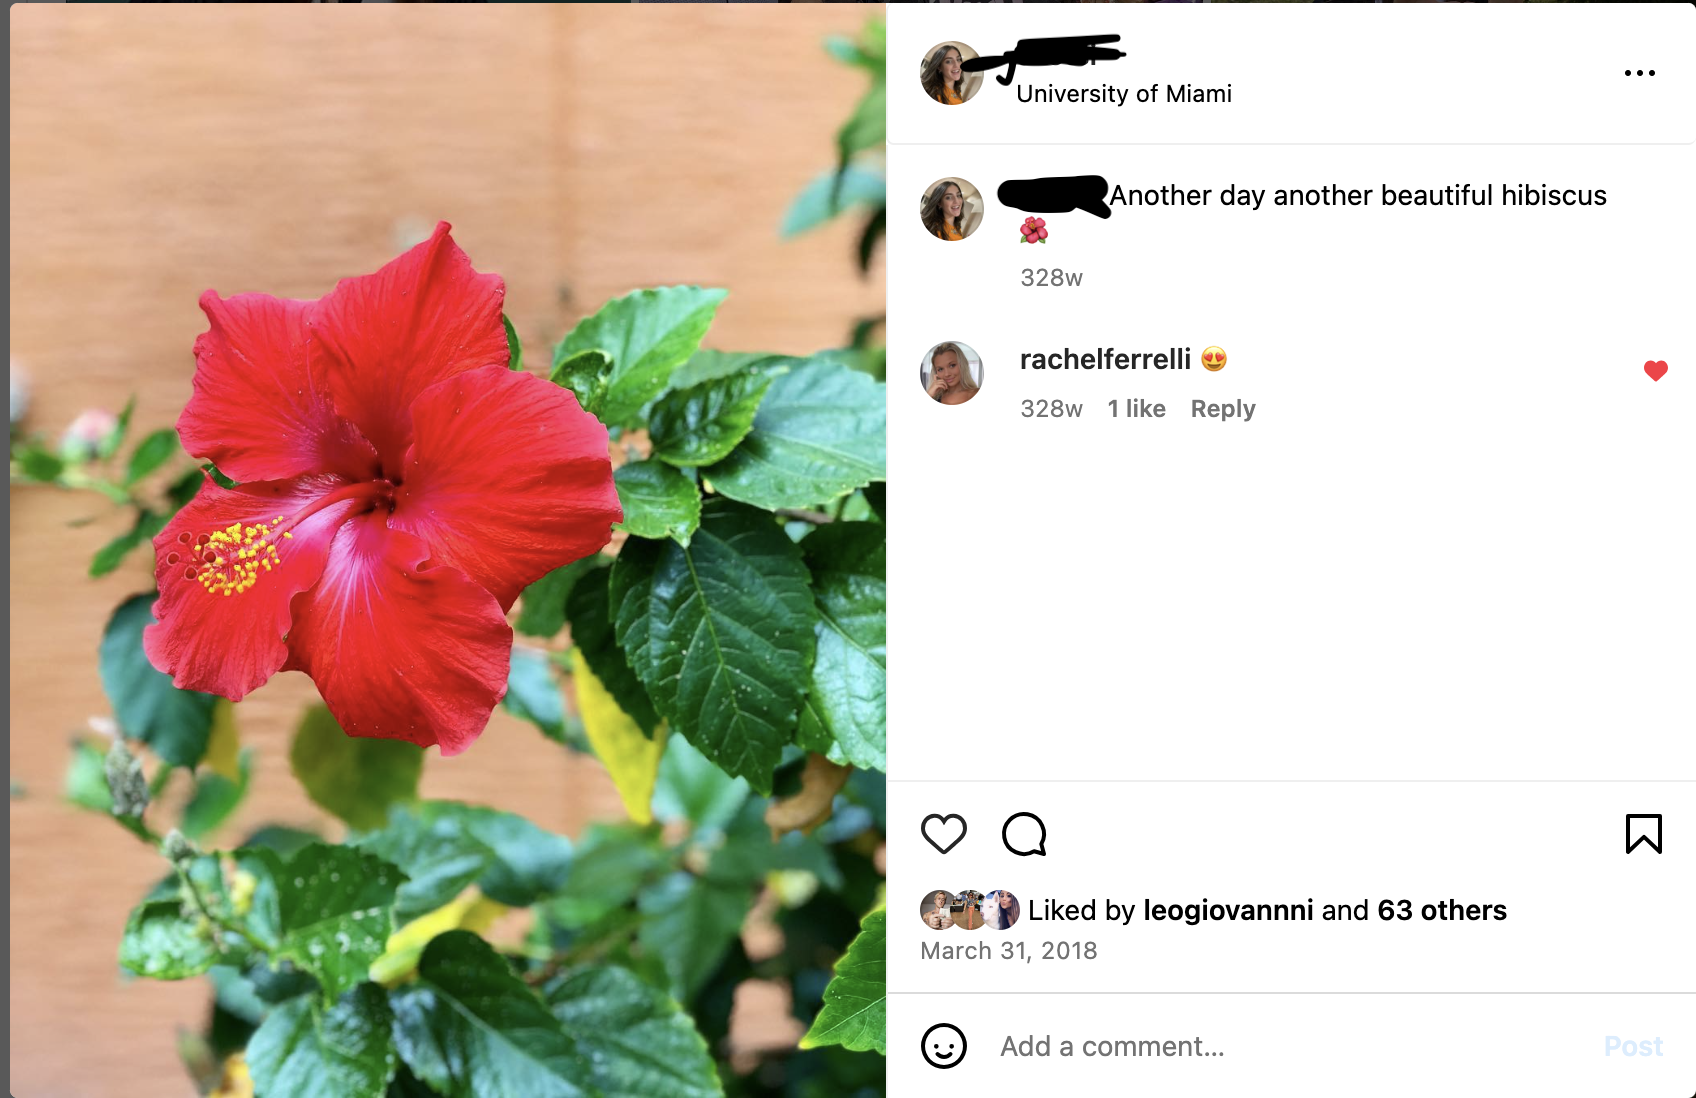 University of Miami
Another day another beautiful hibiscus
🌺
328w
rachelferrelli 😍
328w 1 like Reply
Liked by leogiovannni and 63 others
March 31, 2018
Add a comment...
Post